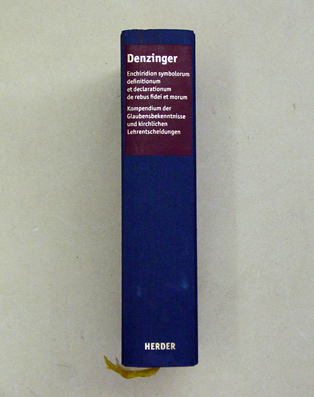 Denzinger
Enchiridion symbolorum
definitionum
et declarationum
de rebus fidei et morum
Kompendium der
Glaubensbekenntnisse
und kirchlichen
Lehrentscheidungen
HERDER